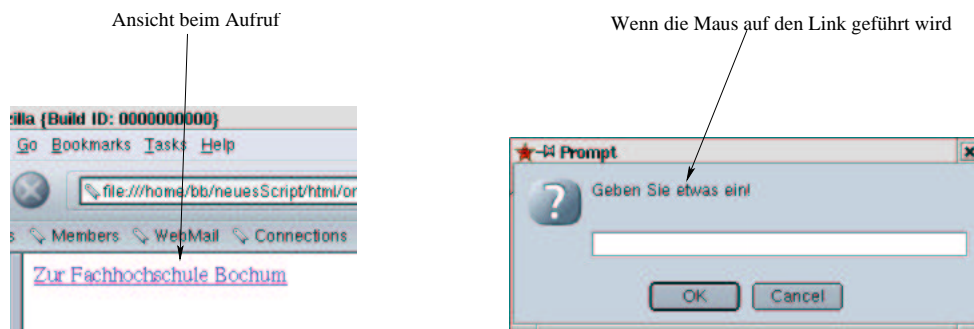 Ansicht beim Aufruf
Wenn die Maus auf den Link geführt wird
zilla {Build ID: 0000000000}
Go Bookmarks Tasks Help
file:///home/bb/neuesScript/html/or
s Members WebMail Connections
Zur Fachhochschule Bochum
Prompt
Geben Sie etwas ein!
OK Cancel